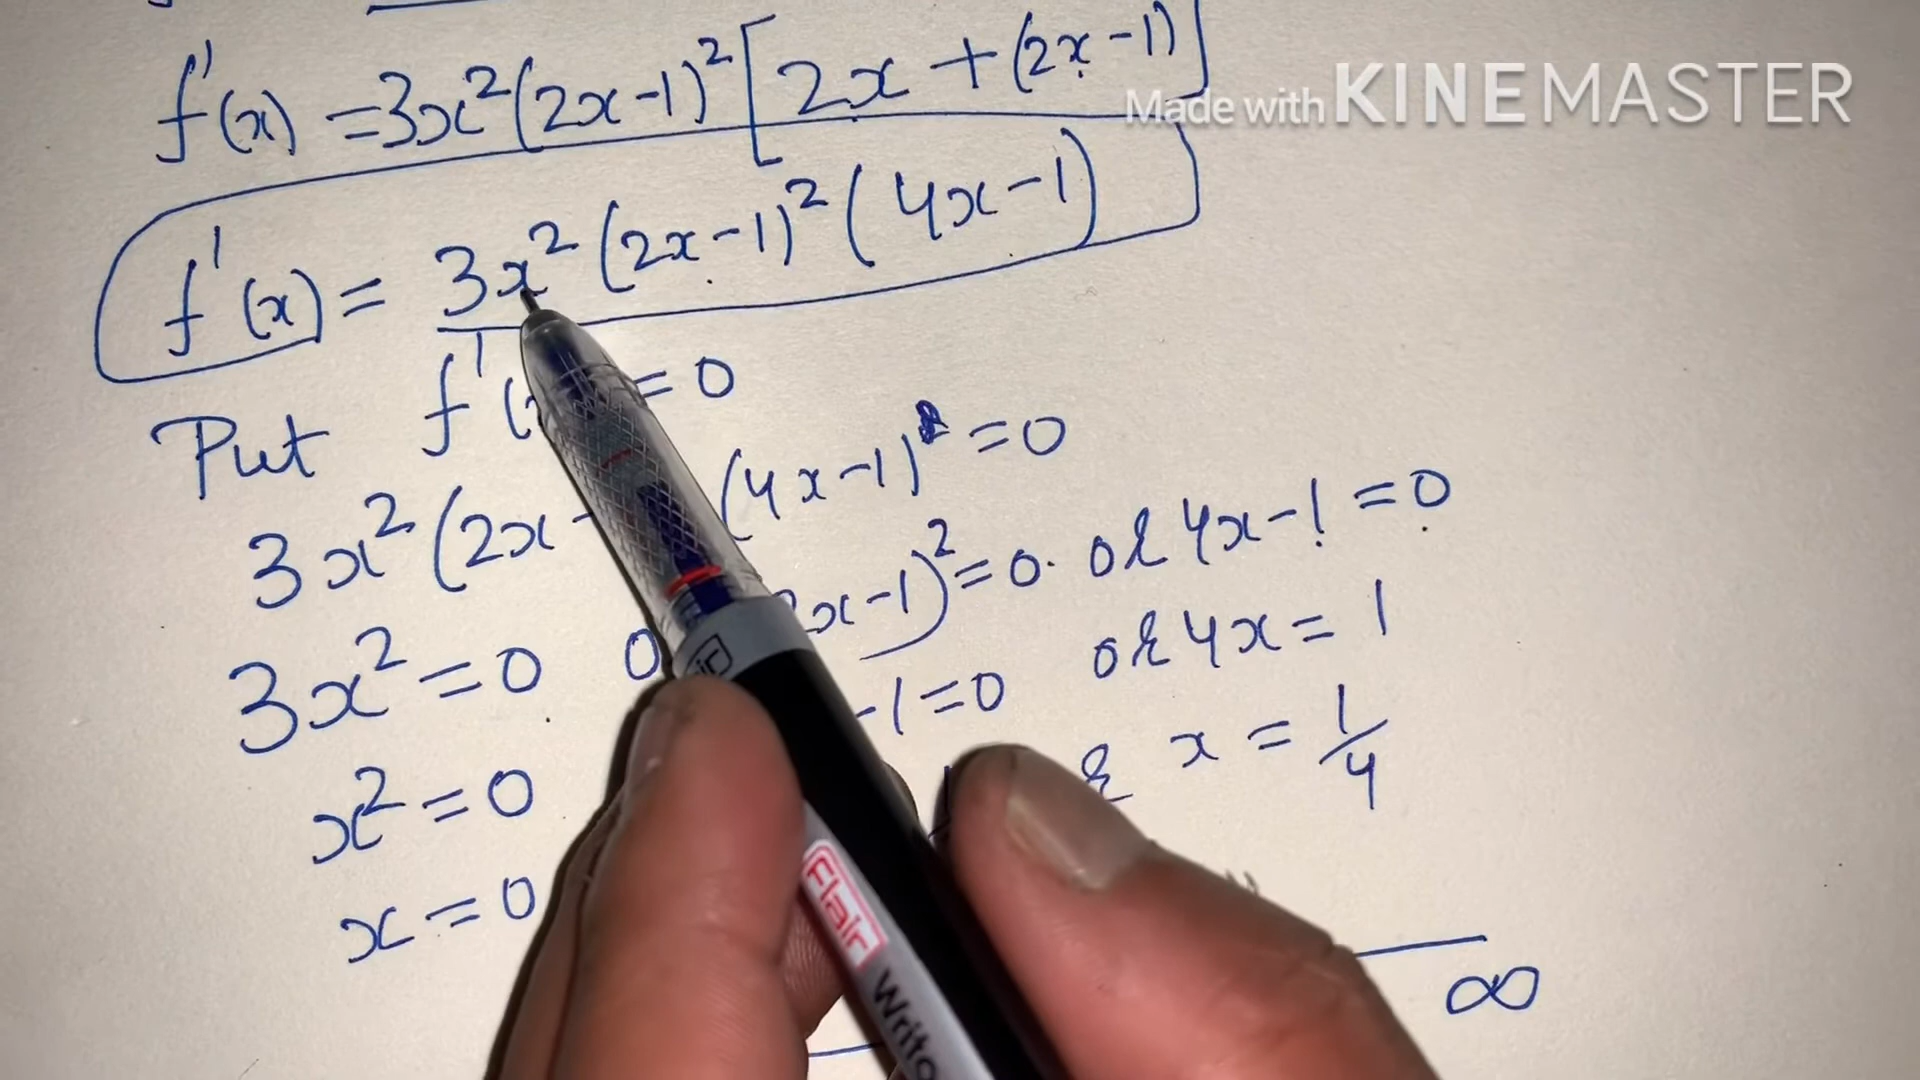 f'(x) = 3x²(2x-1)²[2x + (2x-1)]
Made with KINEMASTER
f'(x) = 3x²(2x-1)²(4x-1)
Put f'( = 0
3x²(2x- (4x-1) = 0
3x² = 0 x-1)² = 0. or 4x-1 = 0
x² = 0 -1 = 0 or 4x = 1
x = 0 x = 1/4
∞
Flair
Writo